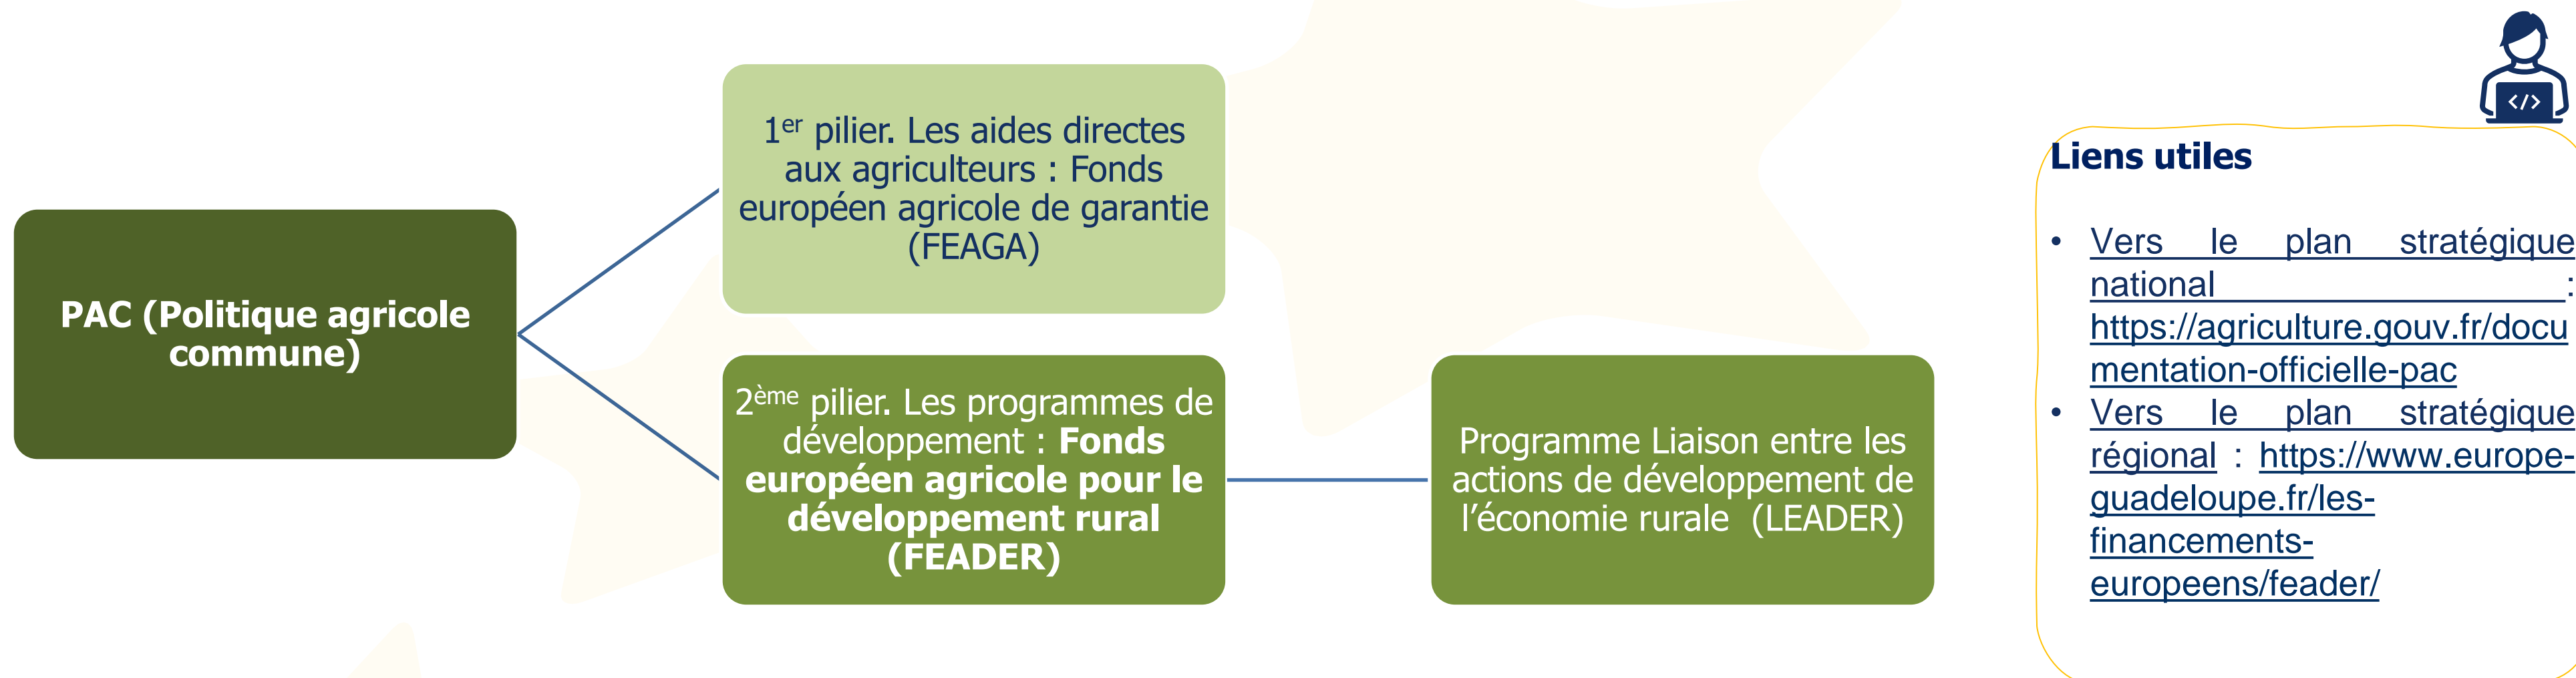 PAC (Politique agricole
commune)
1er pilier. Les aides directes
aux agriculteurs : Fonds
européen agricole de garantie
(FEAGA)
2ème pilier. Les programmes de
développement : Fonds
européen agricole pour le
développement rural
(FEADER)
Programme Liaison entre les
actions de développement de
l’économie rurale (LEADER)
</>
Liens utiles
• Vers le plan stratégique
national :
https://agriculture.gouv.fr/docu
mentation-officielle-pac
• Vers le plan stratégique
régional : https://www.europe-
guadeloupe.fr/les-
financements-
europeens/feader/